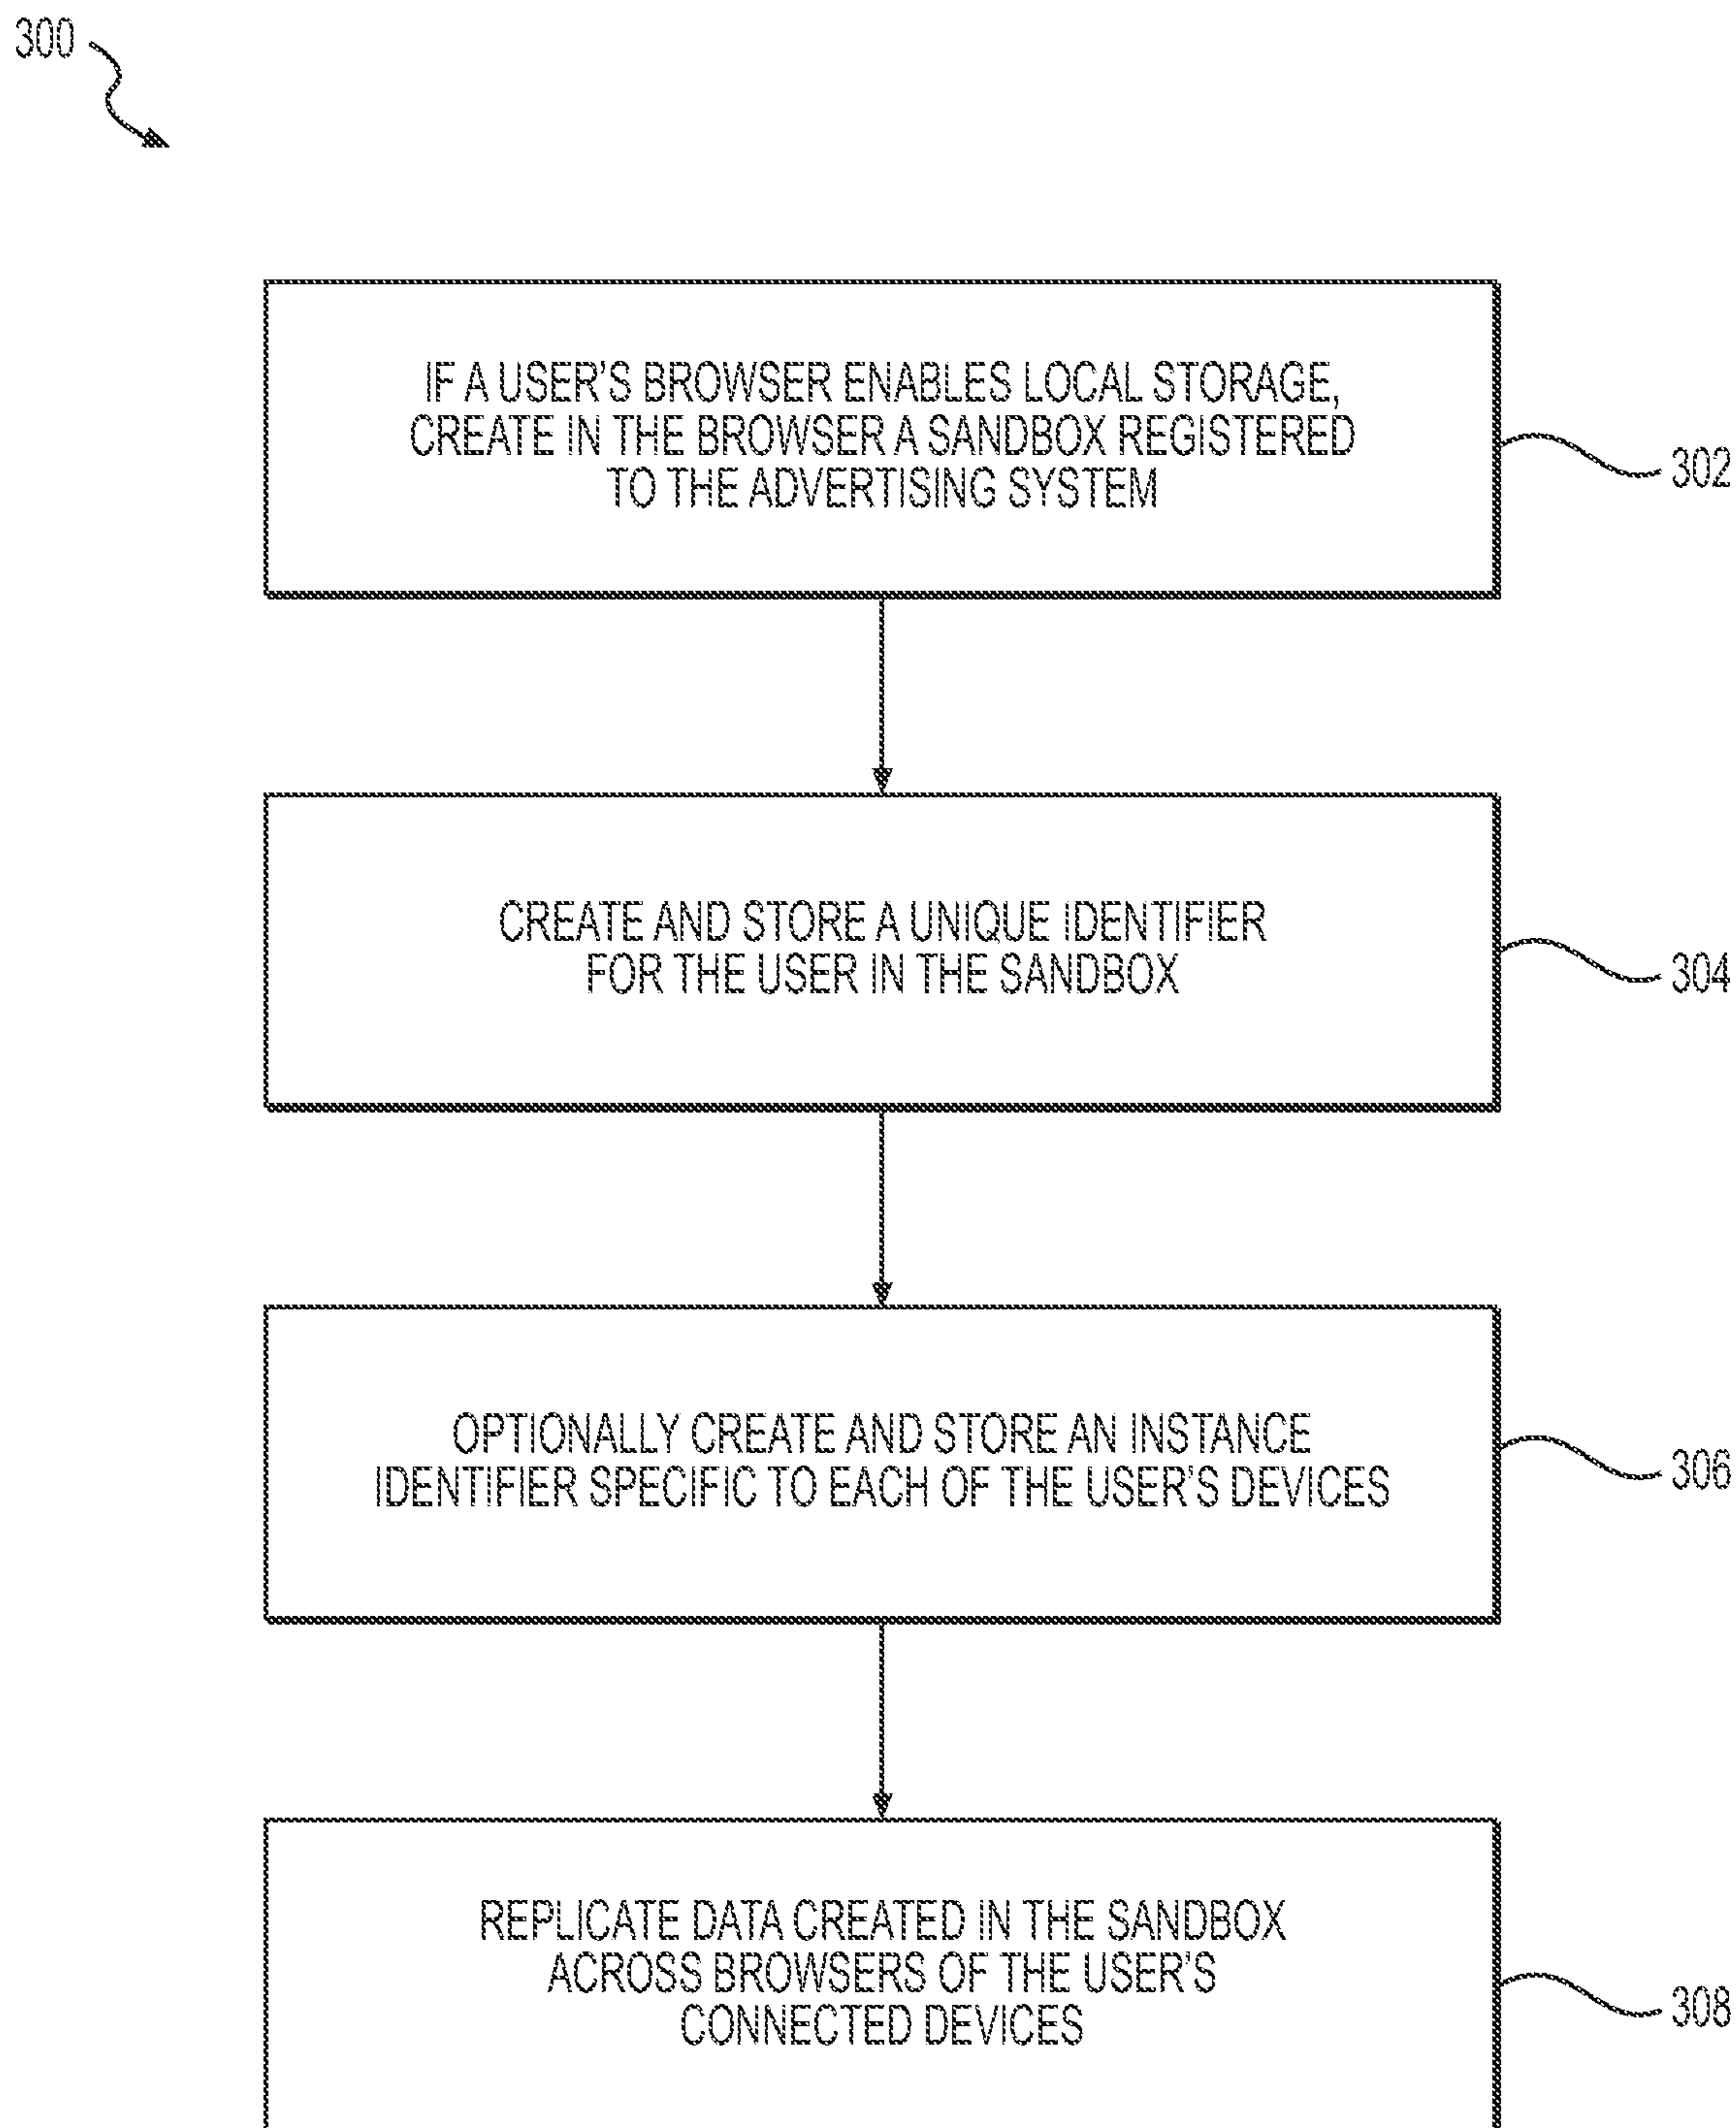 300
IF A USER'S BROWSER ENABLES LOCAL STORAGE,
CREATE IN THE BROWSER A SANDBOX REGISTERED
TO THE ADVERTISING SYSTEM
302
CREATE AND STORE A UNIQUE IDENTIFIER
FOR THE USER IN THE SANDBOX
304
OPTIONALLY CREATE AND STORE AN INSTANCE
IDENTIFIER SPECIFIC TO EACH OF THE USER'S DEVICES
306
REPLICATE DATA CREATED IN THE SANDBOX
ACROSS BROWSERS OF THE USER'S
CONNECTED DEVICES
308